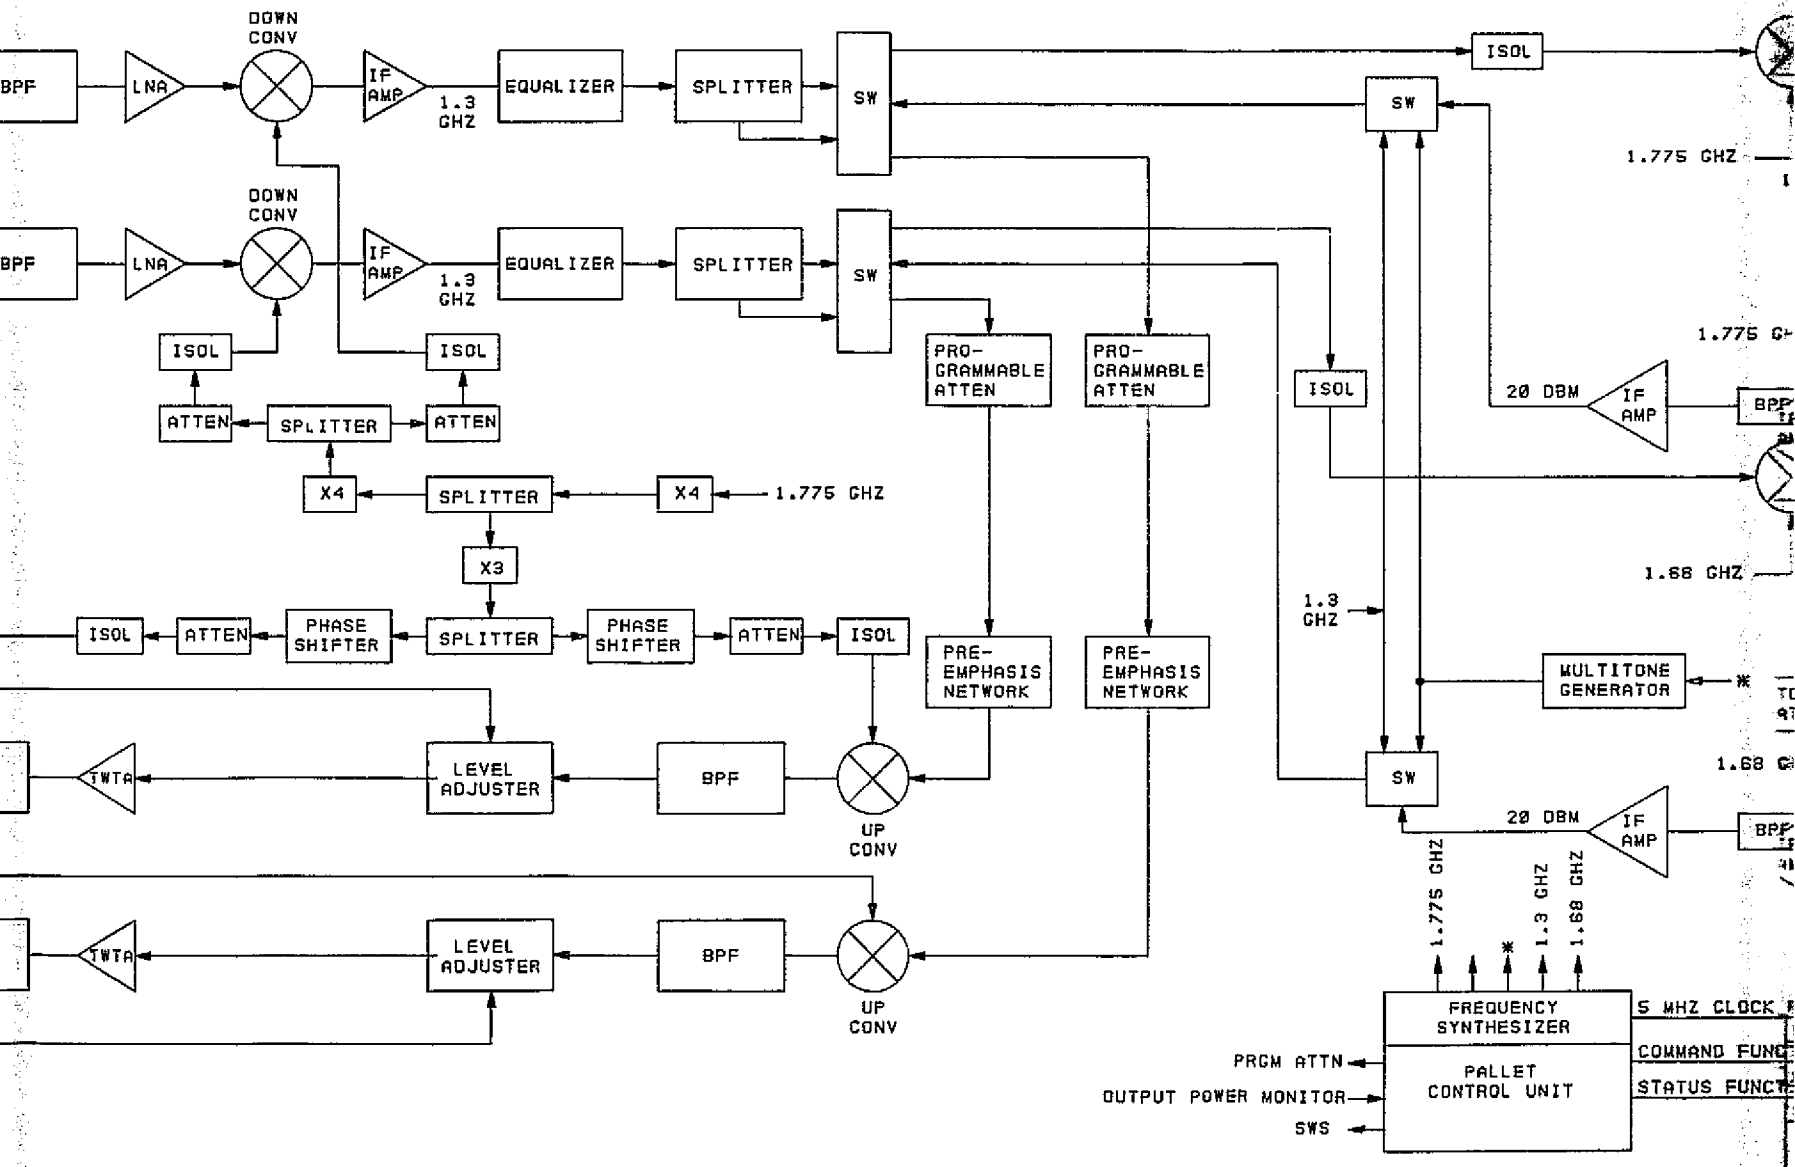 DOWN
CONV
BPF
LNA
IF
AMP
1.3
GHZ
EQUALIZER
SPLITTER
SW
ISOL
SW
1.775 GHZ
DOWN
CONV
BPF
LNA
IF
AMP
1.3
GHZ
EQUALIZER
SPLITTER
SW
ISOL
ISOL
PRO-
GRAMMABLE
ATTEN
PRO-
GRAMMABLE
ATTEN
ISOL
1.775 GH
20 DBM
IF
AMP
BPF
ATTEN
SPLITTER
ATTEN
X4
SPLITTER
X4
1.775 GHZ
X3
1.68 GHZ
1.3
GHZ
ISOL
ATTEN
PHASE
SHIFTER
SPLITTER
PHASE
SHIFTER
ATTEN
ISOL
PRE-
EMPHASIS
NETWORK
PRE-
EMPHASIS
NETWORK
MULTITONE
GENERATOR
*
TWTA
LEVEL
ADJUSTER
BPF
UP
CONV
SW
1.68 G
20 DBM
IF
AMP
BPF
TWTA
LEVEL
ADJUSTER
BPF
UP
CONV
1.775 GHZ
*
1.3 GHZ
1.68 GHZ
FREQUENCY
SYNTHESIZER
5 MHZ CLOCK
PALLET
CONTROL UNIT
COMMAND FUNC
STATUS FUNCT
PRGM ATTN
OUTPUT POWER MONITOR
SWS